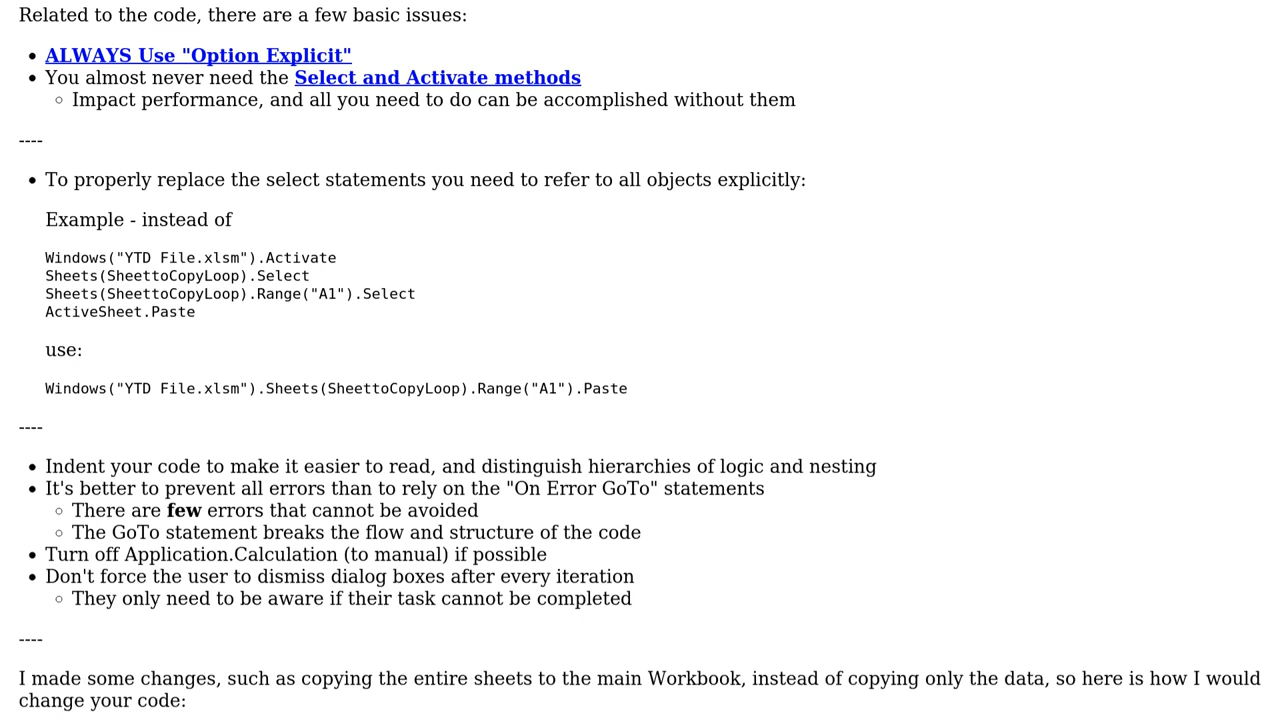 Related to the code, there are a few basic issues:
ALWAYS Use "Option Explicit"
You almost never need the Select and Activate methods
Impact performance, and all you need to do can be accomplished without them
----
To properly replace the select statements you need to refer to all objects explicitly:
Example - instead of
Windows("YTD File.xlsm").Activate
Sheets(SheettoCopyLoop).Select
Sheets(SheettoCopyLoop).Range("A1").Select
ActiveSheet.Paste
use:
Windows("YTD File.xlsm").Sheets(SheettoCopyLoop).Range("A1").Paste
----
Indent your code to make it easier to read, and distinguish hierarchies of logic and nesting
It's better to prevent all errors than to rely on the "On Error GoTo" statements
There are few errors that cannot be avoided
The GoTo statement breaks the flow and structure of the code
Turn off Application.Calculation (to manual) if possible
Don't force the user to dismiss dialog boxes after every iteration
They only need to be aware if their task cannot be completed
----
I made some changes, such as copying the entire sheets to the main Workbook, instead of copying only the data, so here is how I would
change your code: